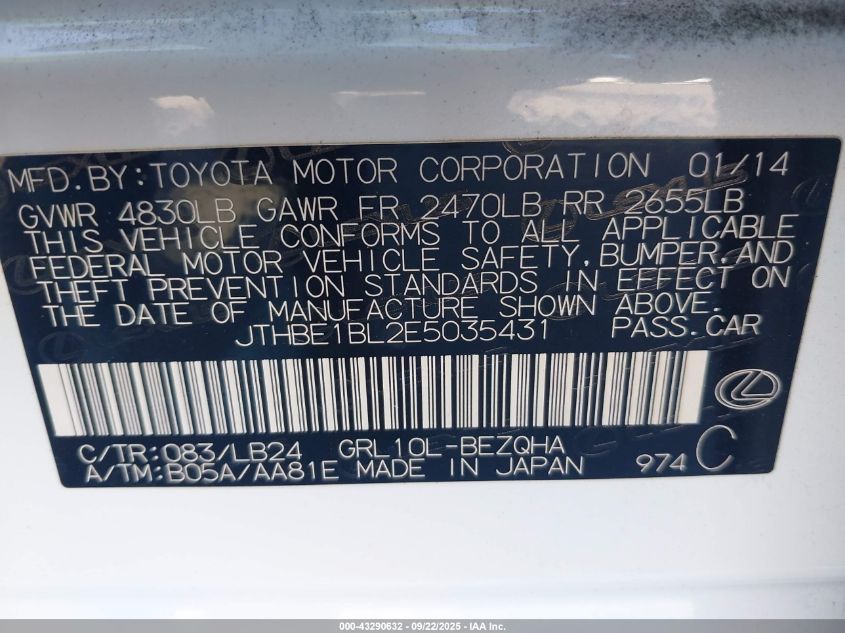 MFD. BY: TOYOTA MOTOR CORPORATION 01/14
GVWR 4830LB GAWR FR 2470LB RR 2655LB
THIS VEHICLE CONFORMS TO ALL APPLICABLE
FEDERAL MOTOR VEHICLE SAFETY, BUMPER, AND
THEFT PREVENTION STANDARDS IN EFFECT ON
THE DATE OF MANUFACTURE SHOWN ABOVE.
JTHBE1BL2E5035431 PASS. CAR
C/TR: 083/LB24 GRL10L-BEZQHA
A/TM: B05A/AA81E MADE IN JAPAN 974 C
000-43290632 - 09/22/2025 - IAA Inc.